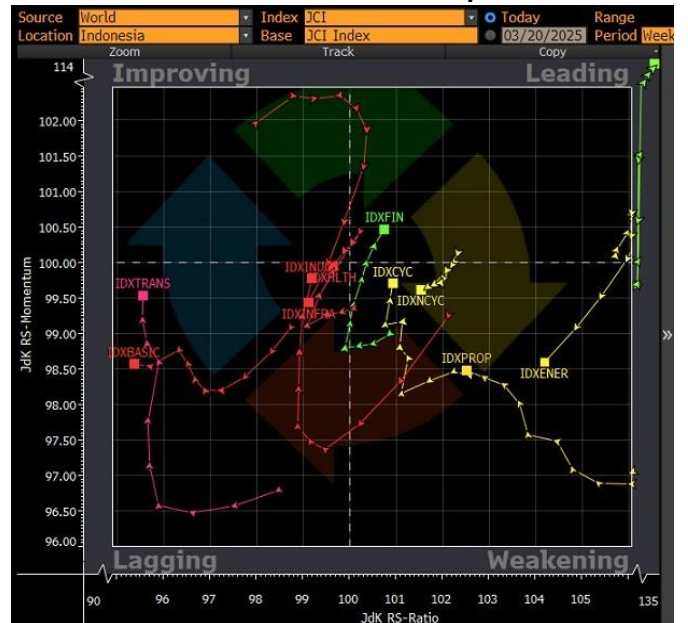 Source World Index JCI Today Range
Location Indonesia Base JCI Index 03/20/2025 Period Week
Zoom Track Copy
114
Improving Leading
102.00
101.50
101.00
100.50
IDXFIN
100.00
IDXINDU IDXCYC
IDXTRANS IDXHLTH
99.50
IDXINFRA IDXNCYC
99.00
IDXBASIC IDXPROP
98.50
IDXENER
98.00
97.50
97.00
96.50
96.00
JdK RS-Momentum
»
Lagging Weakening
90 96 97 98 99 100 101 102 103 104 105 135
JdK RS-Ratio